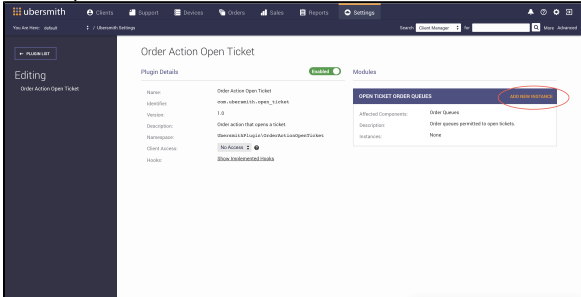 ubersmith Clients Support Devices Orders Sales Reports Settings
You Are Here: default / Ubersmith Settings Search Client Manager for More Advanced
← PLUGIN LIST
Order Action Open Ticket
Plugin Details Enabled Modules
Editing
Order Action Open Ticket
Name: Order Action Open Ticket
Identifier: com.ubersmith.open_ticket
Version: 1.0
Description: Order action that opens a ticket
Namespace: UbersmithPlugin\OrderActionOpenTicket
Client Access: No Access
Hooks: Show Implemented Hooks
OPEN TICKET ORDER QUEUES ADD NEW INSTANCE
Affected Components: Order Queues
Description: Order queues permitted to open tickets.
Instances: None